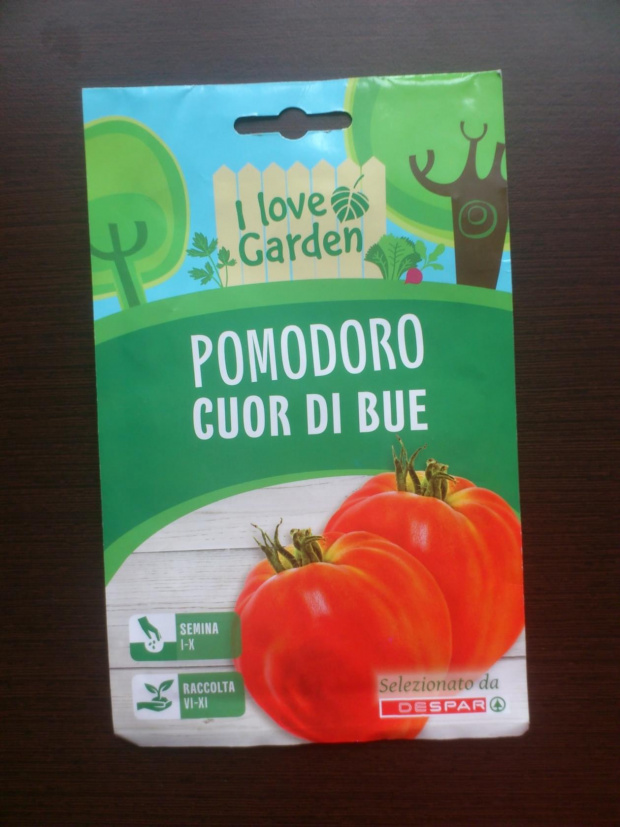 I love
Garden
POMODORO
CUOR DI BUE
SEMINA
I-X
RACCOLTA
VI-XI
Selezionato da
DESPAR